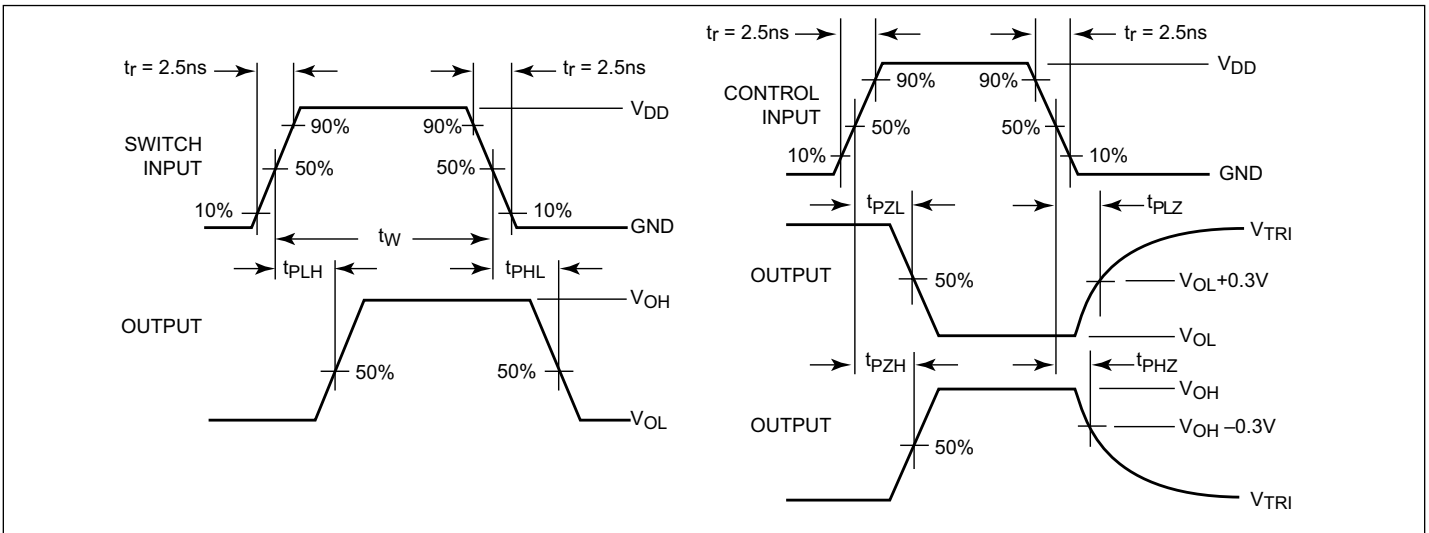 tr = 2.5ns
tr = 2.5ns
VDD
90%
90%
SWITCH
INPUT
50%
50%
10%
10%
GND
tW
tPLH
tPHL
VOH
OUTPUT
50%
50%
VOL
tr = 2.5ns
tr = 2.5ns
VDD
90%
90%
CONTROL
INPUT
50%
50%
10%
10%
GND
tPZL
tPLZ
VTRI
OUTPUT
50%
VOL+0.3V
VOL
tPZH
tPHZ
VOH
OUTPUT
VOH –0.3V
50%
VTRI